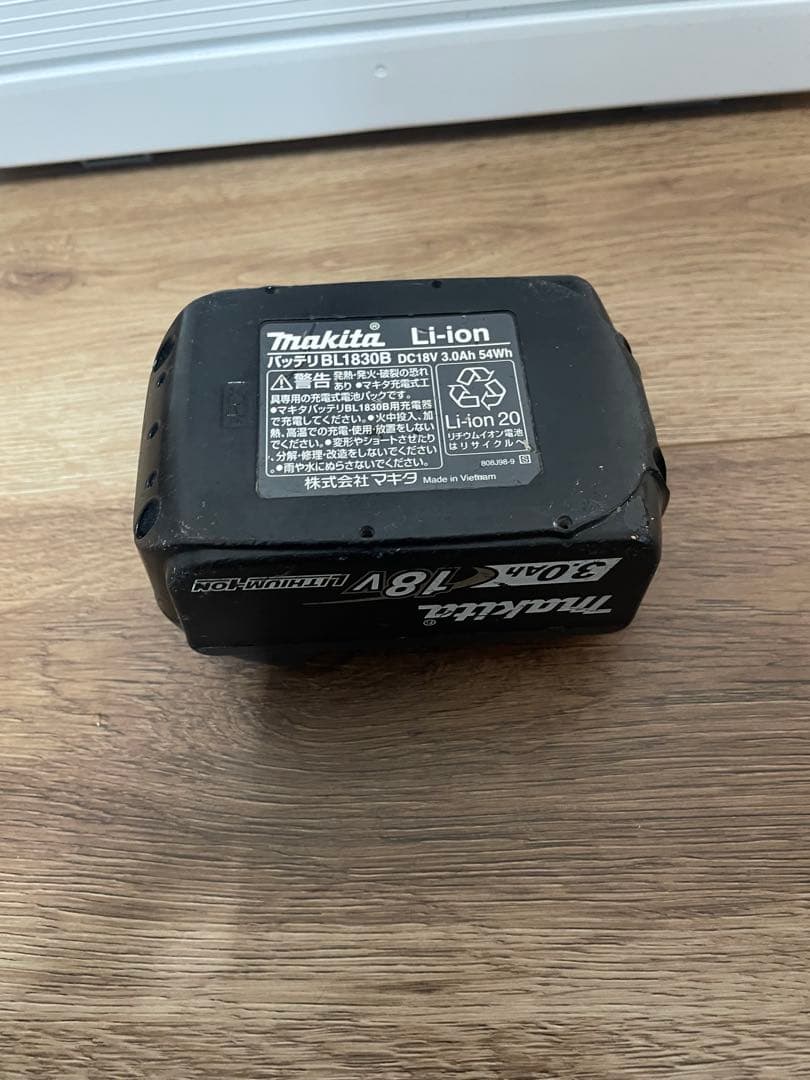 makita® Li-ion
バッテリBL1830B DC18V 3.0Ah 54Wh
⚠警告 発熱・発火・破裂の恐れ
あり ●マキタ充電式工
具専用の充電式電池パックです。
●マキタバッテリBL1830B用充電器
で充電してください。●火中投入、加
熱、高温での充電・使用・放置をしない
でください。●変形やショートさせたり
、分解・修理・改造をしないでください
。●雨や水にぬらさないでください
Li-ion 20
リチウムイオン電池
はリサイクルへ
808J98-9 S
株式会社 マキタ Made in Vietnam
makita®
3.0Ah 18V LITHIUM-ION